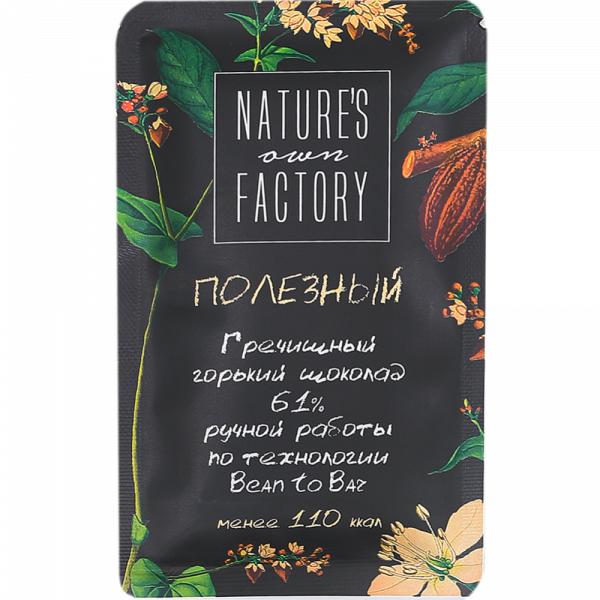 NATURE'S
own
FACTORY
ПОЛЕЗНЫЙ
Гречишный
горький шоколад
61%
ручной работы
по технологии
Bean to Bar
менее 110 ккал